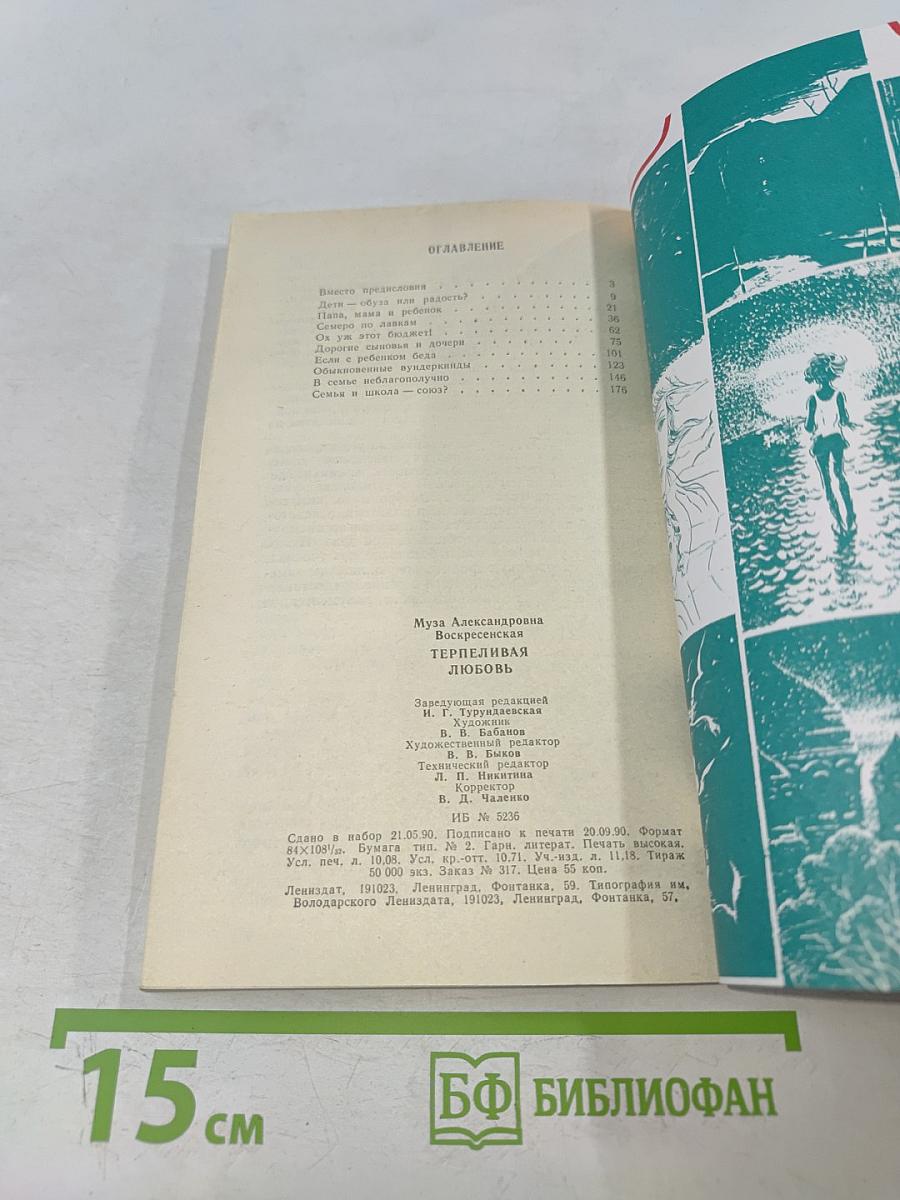 ОГЛАВЛЕНИЕ
Вместо предисловия . . . . . . . . . . 3
Дети — обуза или радость? . . . . . . . 9
Папа, мама и ребенок . . . . . . . . . 21
Семеро по лавкам . . . . . . . . . . 36
Ох уж этот бюджет! . . . . . . . . . . 62
Дорогие сыновья и дочери . . . . . . . . 75
Если с ребенком беда . . . . . . . . . 101
Обыкновенные вундеркинды . . . . . . . 123
В семье неблагополучно . . . . . . . . . 146
Семья и школа — союз? . . . . . . . . . 176
Муза Александровна
Воскресенская
ТЕРПЕЛИВАЯ
ЛЮБОВЬ
Заведующая редакцией
И. Г. Турундаевская
Художник
В. В. Бабанов
Художественный редактор
В. В. Быков
Технический редактор
Л. П. Никитина
Корректор
В. Д. Чаленко
ИБ № 5236
Сдано в набор 21.05.90. Подписано к печати 20.09.90. Формат
84×108¹/₃₂. Бумага тип. № 2. Гарн. литерат. Печать высокая.
Усл. печ. л. 10,08. Усл. кр.-отт. 10,71. Уч.-изд. л. 11,18. Тираж
50 000 экз. Заказ № 317. Цена 55 коп.
Лениздат, 191023, Ленинград, Фонтанка, 59. Типография им.
Володарского Лениздата, 191023, Ленинград, Фонтанка, 57.
15 см
БФ БИБЛИОФАН